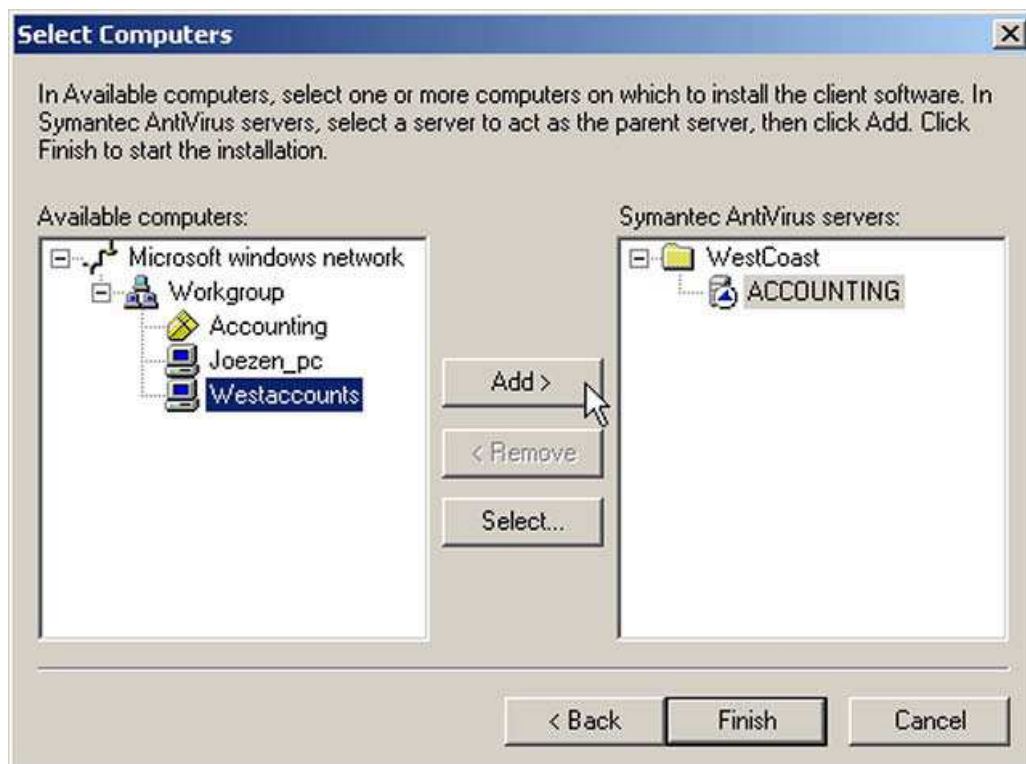 Select Computers
In Available computers, select one or more computers on which to install the client software. In
Symantec AntiVirus servers, select a server to act as the parent server, then click Add. Click
Finish to start the installation.
Available computers:
Microsoft windows network
Workgroup
Accounting
Joezen_pc
Westaccounts
Add >
< Remove
Select...
Symantec AntiVirus servers:
WestCoast
ACCOUNTING
< Back
Finish
Cancel